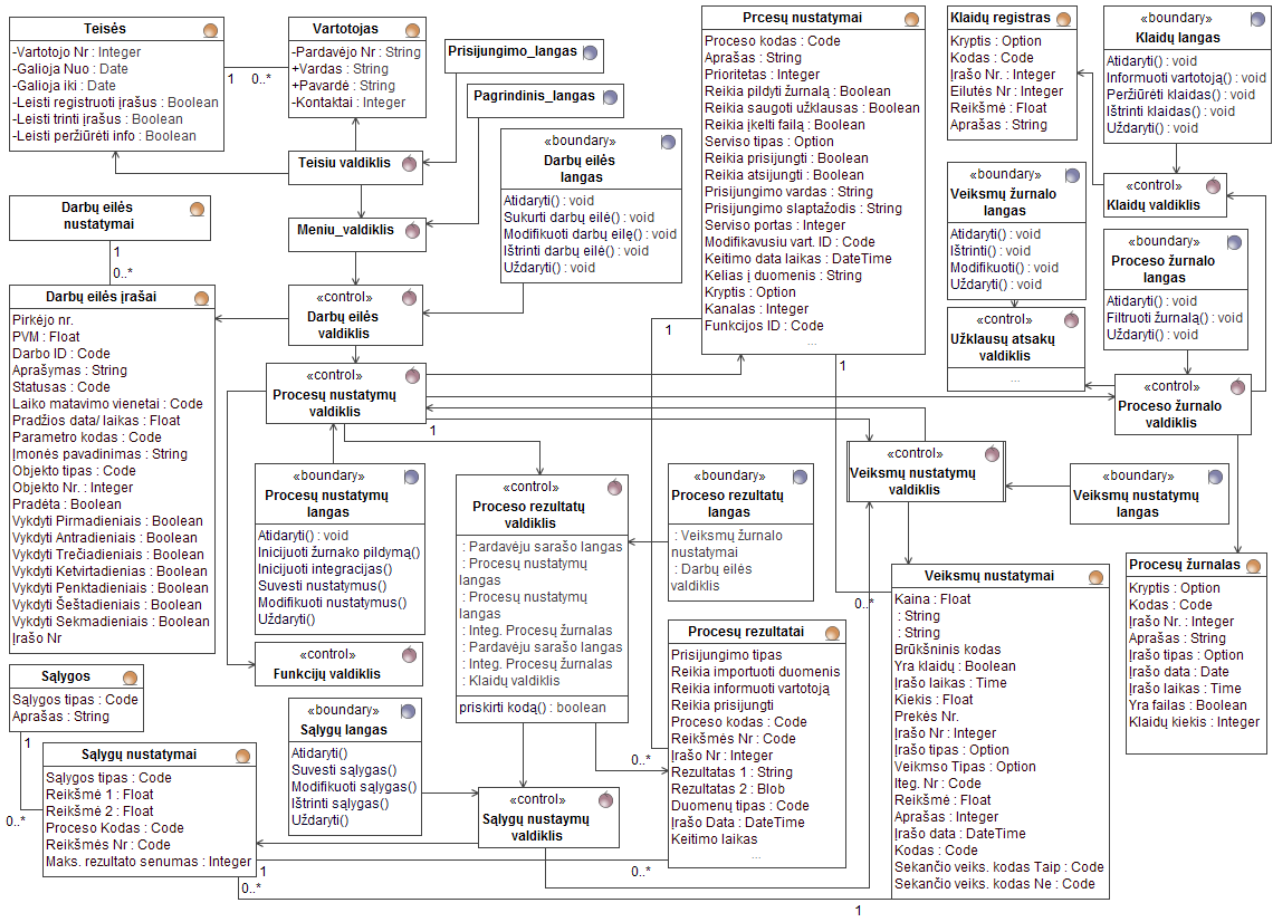 Teisės
-Vartotojo Nr : Integer
-Galioja Nuo : Date
-Galioja iki : Date
-Leisti registruoti įrašus : Boolean
-Leisti trinti įrašus : Boolean
-Leisti peržiūrėti info : Boolean
1
0..*
Vartotojas
-Pardavėjo Nr : String
+Vardas : String
+Pavardė : String
-Kontaktai : Integer
Prisijungimo_langas
Pagrindinis_langas
Teisiu valdiklis
Meniu_valdiklis
«boundary»
Darbų eilės
langas
Atidaryti() : void
Sukurti darbų eilė() : void
Modifikuoti darbų eilę() : void
Ištrinti darbų eilė() : void
Uždaryti() : void
Prcesų nustatymai
Proceso kodas : Code
Aprašas : String
Prioritetas : Integer
Reikia pildyti žurnalą : Boolean
Reikia saugoti užklausas : Boolean
Reikia įkelti failą : Boolean
Serviso tipas : Option
Reikia prisijungti : Boolean
Reikia atsijungti : Boolean
Prisijungimo vardas : String
Prisijungimo slaptažodis : String
Serviso portas : Integer
Modifikavusiu vart. ID : Code
Keitimo data laikas : DateTime
Kelias į duomenis : String
Kryptis : Option
Kanalas : Integer
Funkcijos ID : Code
...
1
1
Klaidų registras
Kryptis : Option
Kodas : Code
Įrašo Nr. : Integer
Eilutės Nr : Integer
Reikšmė : Float
Aprašas : String
«boundary»
Klaidų langas
Atidaryti() : void
Informuoti vartotoją() : void
Peržiūrėti klaidas() : void
Ištrinti klaidas() : void
Uždaryti() : void
«boundary»
Veiksmų žurnalo
langas
Atidaryti() : void
Ištrinti() : void
Modifikuoti() : void
Uždaryti() : void
«control»
Klaidų valdiklis
«boundary»
Proceso žurnalo
langas
Atidaryti() : void
Filtruoti žurnalą() : void
Uždaryti() : void
«control»
Užklausų atsakų
valdiklis
...
«control»
Proceso žurnalo
valdiklis
Darbų eilės
nustatymai
1
0..*
Darbų eilės įrašai
Pirkėjo nr.
PVM : Float
Darbo ID : Code
Aprašymas : String
Statusas : Code
Laiko matavimo vienetai : Code
Pradžios data/ laikas : Float
Parametro kodas : Code
Įmonės pavadinimas : String
Objekto tipas : Code
Objekto Nr. : Integer
Pradėta : Boolean
Vykdyti Pirmadieniais : Boolean
Vykdyti Antradieniais : Boolean
Vykdyti Trečiadieniais : Boolean
Vykdyti Ketvirtadienias : Boolean
Vykdyti Penktadieniais : Boolean
Vykdyti Šeštadieniais : Boolean
Vykdyti Sekmadieniais : Boolean
Įrašo Nr
«control»
Darbų eilės
valdiklis
«control»
Procesų nustatymų
valdiklis
1
«boundary»
Procesų nustatymų
langas
Atidaryti() : void
Inicijuoti žurnako pildymą()
Inicijuoti integracijas()
Suvesti nustatymus()
Modifikuoti nustatymus()
Uždaryti()
«control»
Funkcijų valdiklis
«control»
Proceso rezultatų
valdiklis
: Pardavėju sarašo langas
: Procesų nustatymų
langas
: Procesų nustatymų
langas
: Integ. Procesų žurnalas
: Pardavėju sarašo langas
: Integ. Procesų žurnalas
: Klaidų valdiklis
priskirti kodą() : boolean
«boundary»
Proceso rezultatų
langas
: Veiksmų žurnalo
nustatymai
: Darbų eilės
valdiklis
«control»
Veiksmų nustatymų
valdiklis
«boundary»
Veiksmų nustatymų
langas
0..*
Veiksmų nustatymai
Kaina : Float
: String
: String
Brūkšninis kodas
Yra klaidų : Boolean
Įrašo laikas : Time
Kiekis : Float
Prekės Nr.
Įrašo Nr : Integer
Įrašo tipas : Option
Veikmso Tipas : Option
Iteg. Nr : Code
Reikšmė : Float
Aprašas : Integer
Įrašo data : DateTime
Kodas : Code
Sekančio veiks. kodas Taip : Code
Sekančio veiks. kodas Ne : Code
1
Procesų žurnalas
Kryptis : Option
Kodas : Code
Įrašo Nr. : Integer
Aprašas : String
Įrašo tipas : Option
Įrašo data : Date
Įrašo laikas : Time
Yra failas : Boolean
Klaidų kiekis : Integer
Procesų rezultatai
Prisijungimo tipas
Reikia importuoti duomenis
Reikia informuoti vartotoją
Reikia prisijungti
Proceso kodas : Code
Reikšmės Nr : Code
Įrašo Nr : Integer
Rezultatas 1 : String
Rezultatas 2 : Blob
Duomenų tipas : Code
Įrašo Data : DateTime
Keitimo laikas
...
0..*
0..*
Sąlygos
Sąlygos tipas : Code
Aprašas : String
1
0..*
Sąlygų nustatymai
Sąlygos tipas : Code
Reikšmė 1 : Float
Reikšmė 2 : Float
Proceso Kodas : Code
Reikšmės Nr : Code
Maks. rezultato senumas : Integer
1
0..*
«boundary»
Sąlygų langas
Atidaryti()
Suvesti sąlygas()
Modifikuoti sąlygas()
Ištrinti sąlygas()
Uždaryti()
«control»
Sąlygų nustaymų
valdiklis